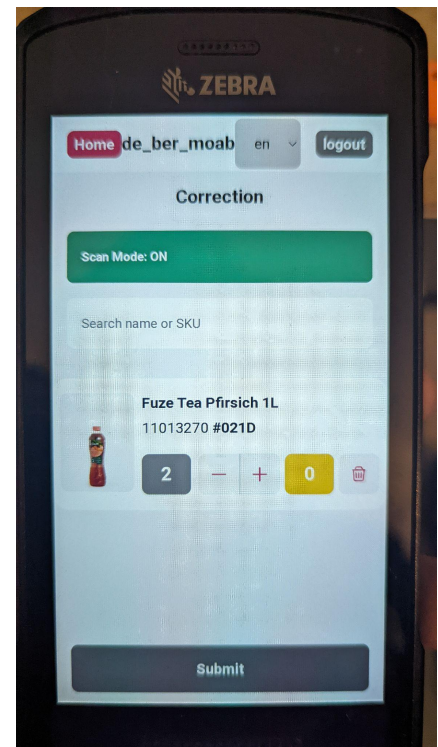 ZEBRA
Home de_ber_moab en logout
Correction
Scan Mode: ON
Search name or SKU
Fuze Tea Pfirsich 1L
11013270 #021D
2 − + 0
Submit